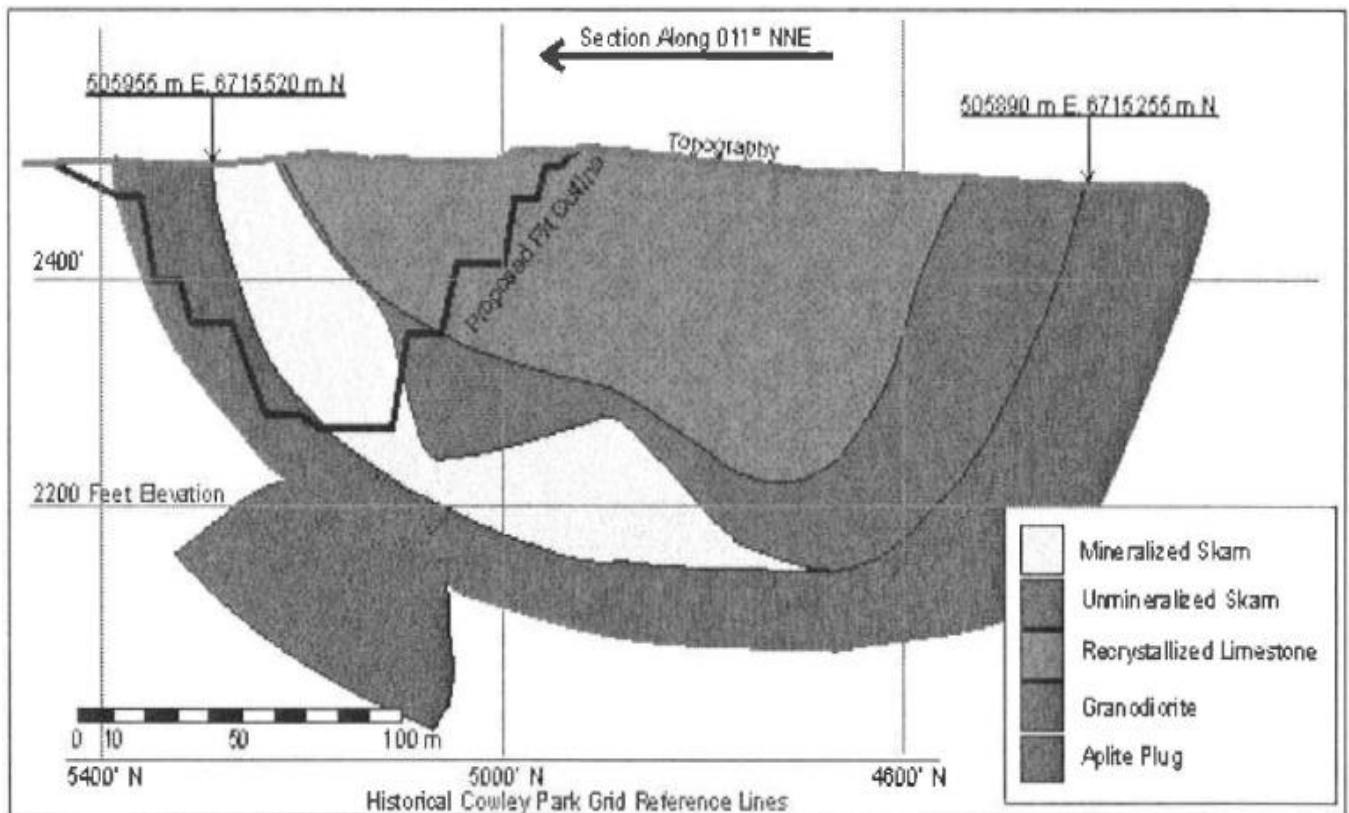 Section Along 011° NNE
505955 m E, 6715520 m N
505890 m E, 6715255 m N
Topography
Proposed Pit Outline
2400'
2200 Feet Elevation
Mineralized Skarn
Unmineralized Skarn
Recrystallized Limestone
Granodiorite
Aplite Plug
0 10 50 100 m
5400' N 5000' N 4600' N
Historical Cowley Park Grid Reference Lines